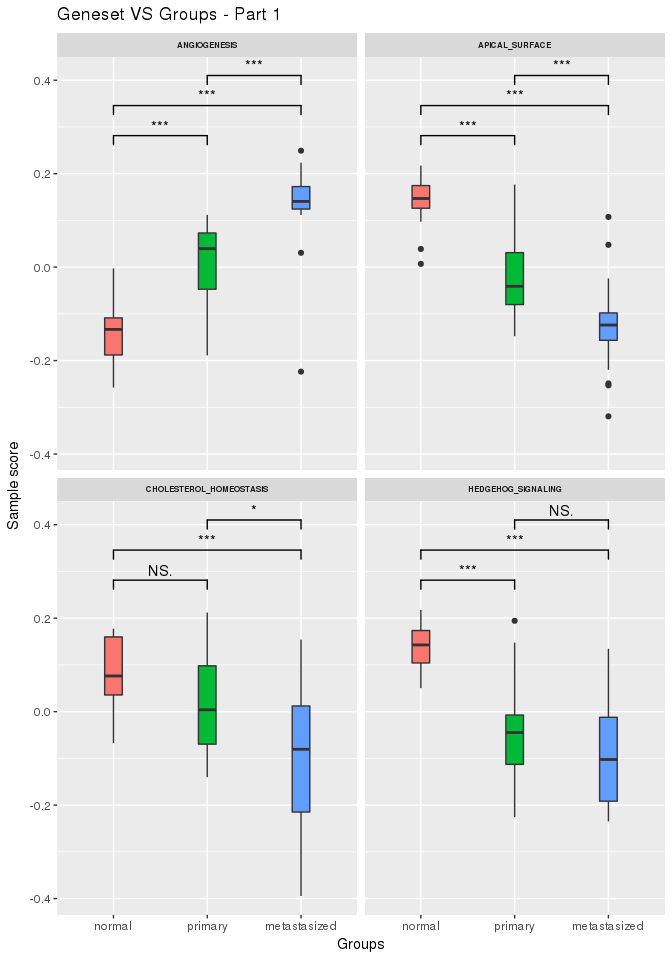 Geneset VS Groups - Part 1
ANGIOGENESIS
APICAL_SURFACE
***
***
***
***
***
***
0.4
0.2
0.0
-0.2
-0.4
Sample score
CHOLESTEROL_HOMEOSTASIS
HEDGEHOG_SIGNALING
*
***
NS.
NS.
***
***
0.4
0.2
0.0
-0.2
-0.4
normal primary metastasized
normal primary metastasized
Groups